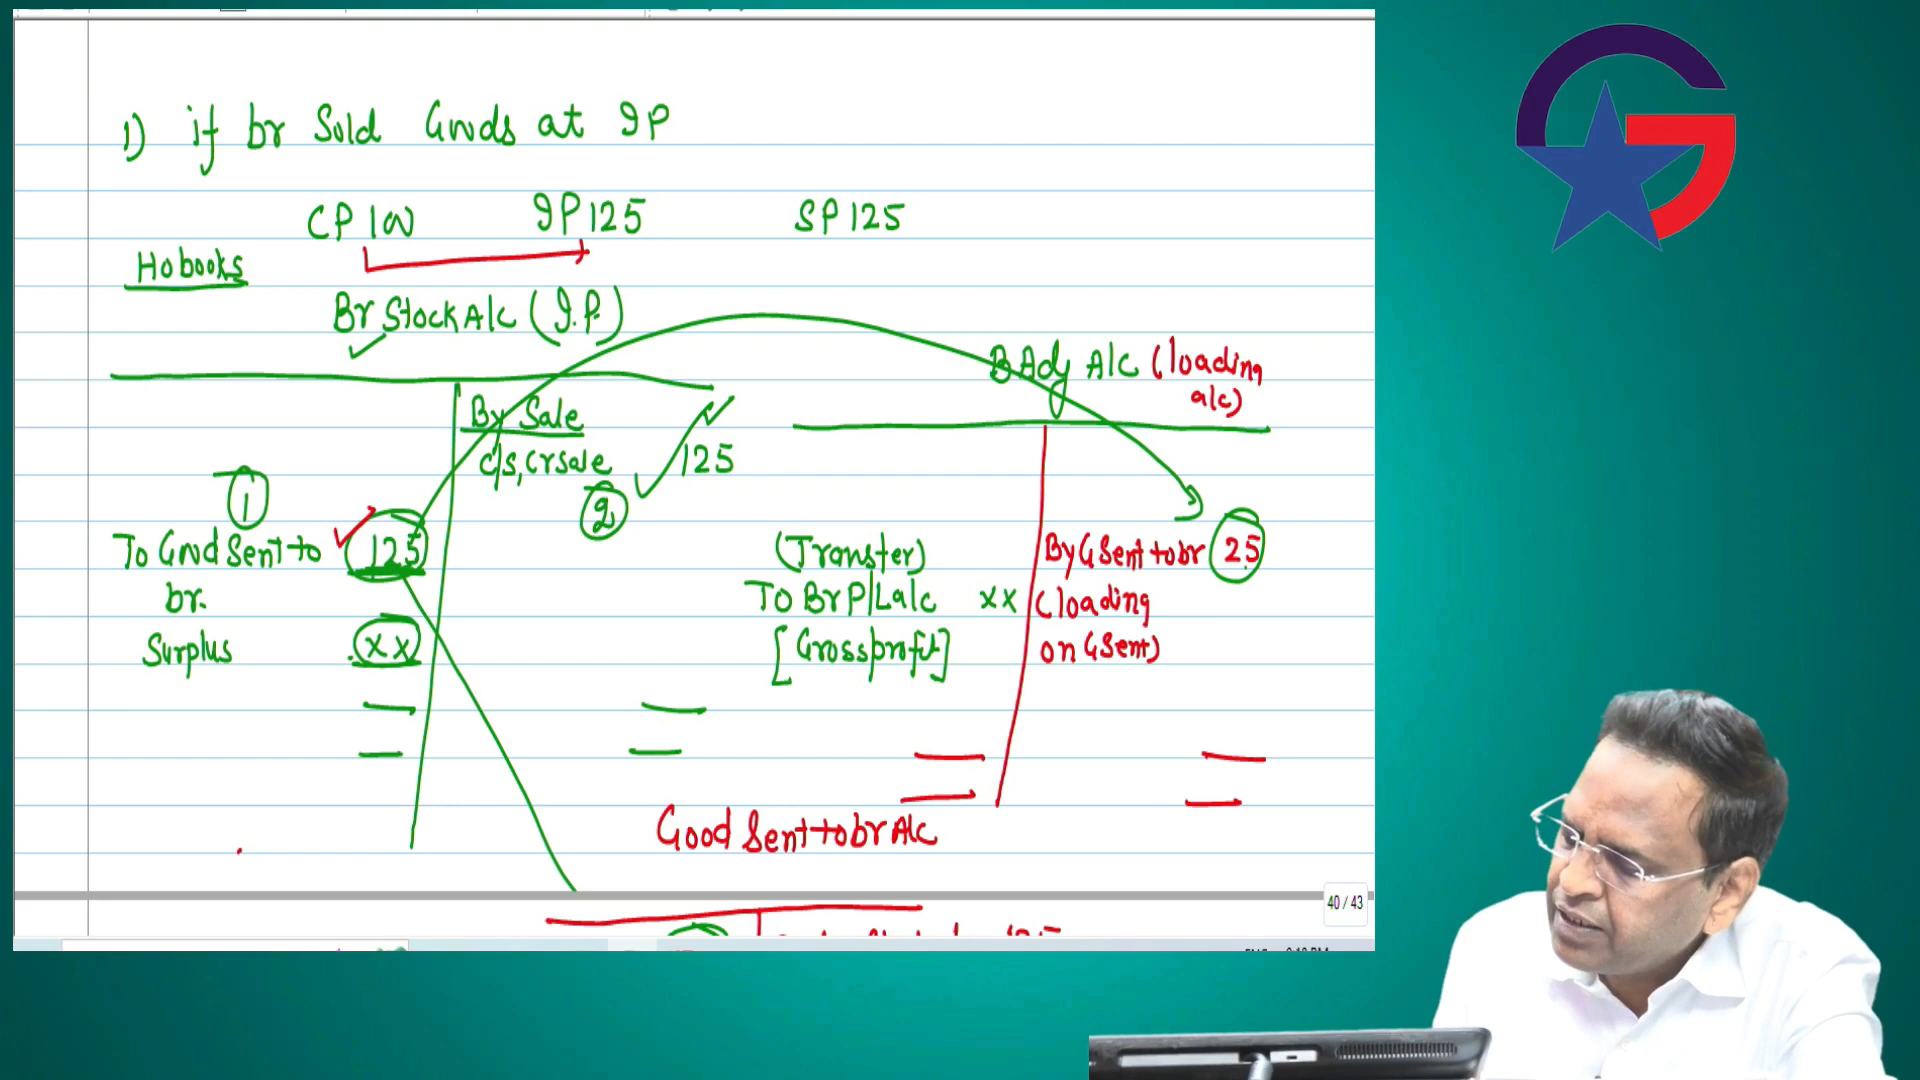 1) if br Sold Goods at IP
CP 100 IP 125 SP 125
Ho books
Br Stock A/c (I.P.)
B Adj A/c (loading
a/c)
By Sale
c/s, cr sale 125
1
2
To Good Sent to 125
br.
Surplus xx
(Transfer)
To Br P/L a/c xx
[Gross profit]
By G Sent to br 25
(loading
on G Sent)
Good Sent to br A/c
40 / 43